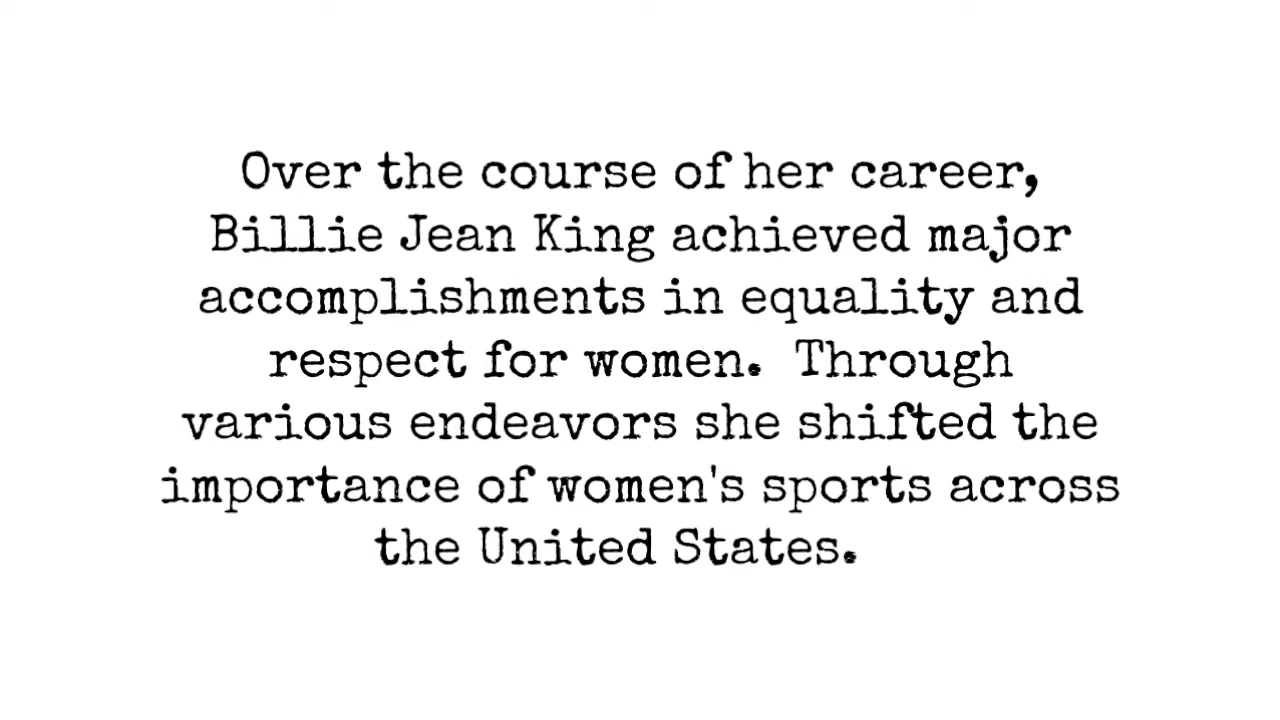 Over the course of her career,
Billie Jean King achieved major
accomplishments in equality and
respect for women.  Through
various endeavors she shifted the
importance of women's sports across
the United States.